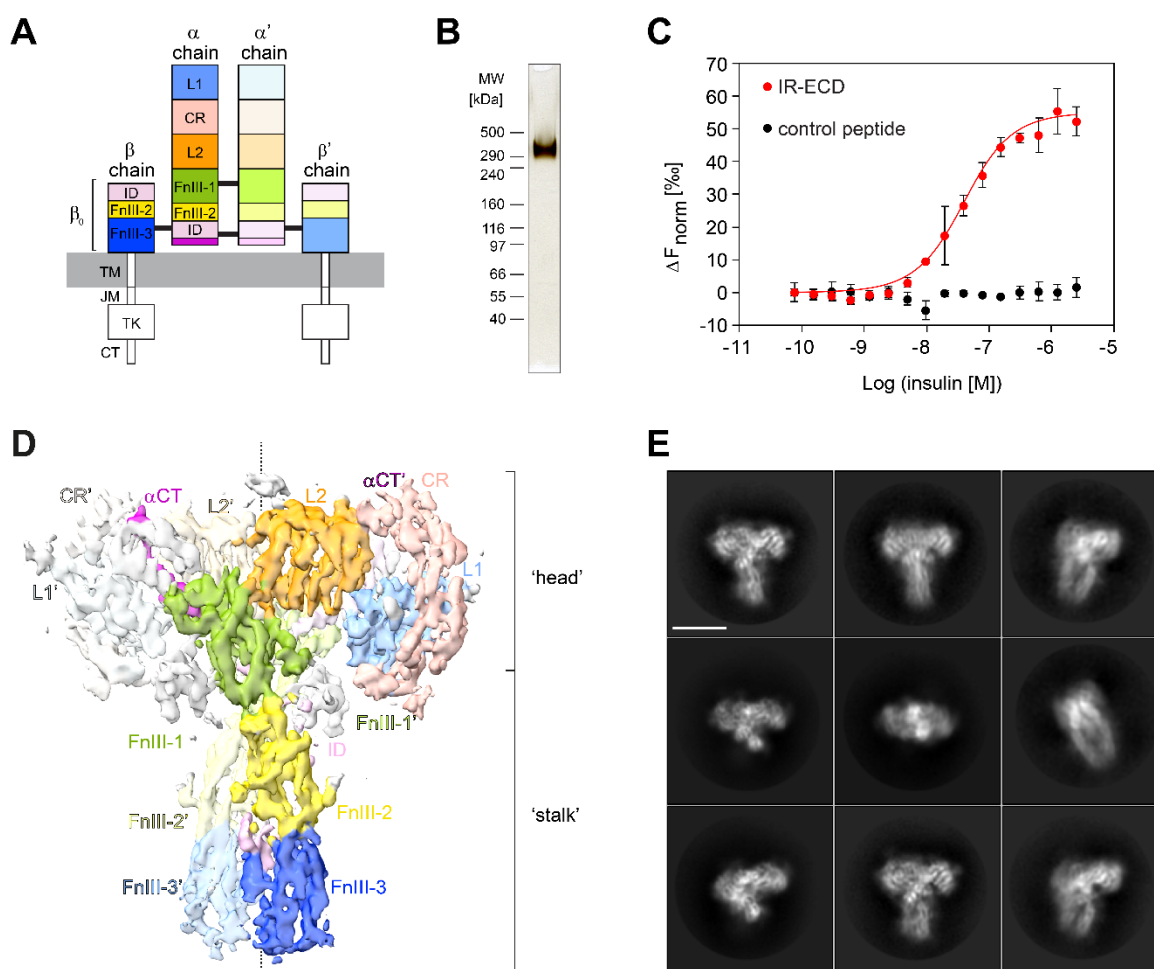 A
α
chain
α’
chain
L1
CR
L2
β
chain
β’
chain
ID
FnIII-1
FnIII-2
FnIII-2
β₀
FnIII-3
ID
TM
JM
TK
CT
B
MW
[kDa]
500
290
240
160
116
97
66
55
40
C
70
60
50
40
30
20
10
0
-10
ΔFnorm [‰]
IR-ECD
control peptide
-11
-10
-9
-8
-7
-6
-5
Log (insulin [M])
D
CR’
αCT
L2’
L2
αCT’
CR
L1’
L1
‘head’
FnIII-1
FnIII-1’
ID
FnIII-2’
FnIII-2
‘stalk’
FnIII-3’
FnIII-3
E